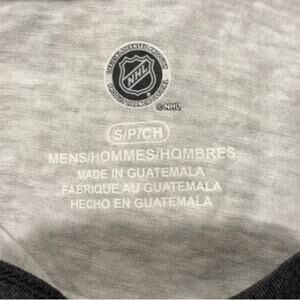 NHL
©NHL
S/P/CH
MENS/HOMMES/HOMBRES
MADE IN GUATEMALA
FABRIQUE AU GUATEMALA
HECHO EN GUATEMALA